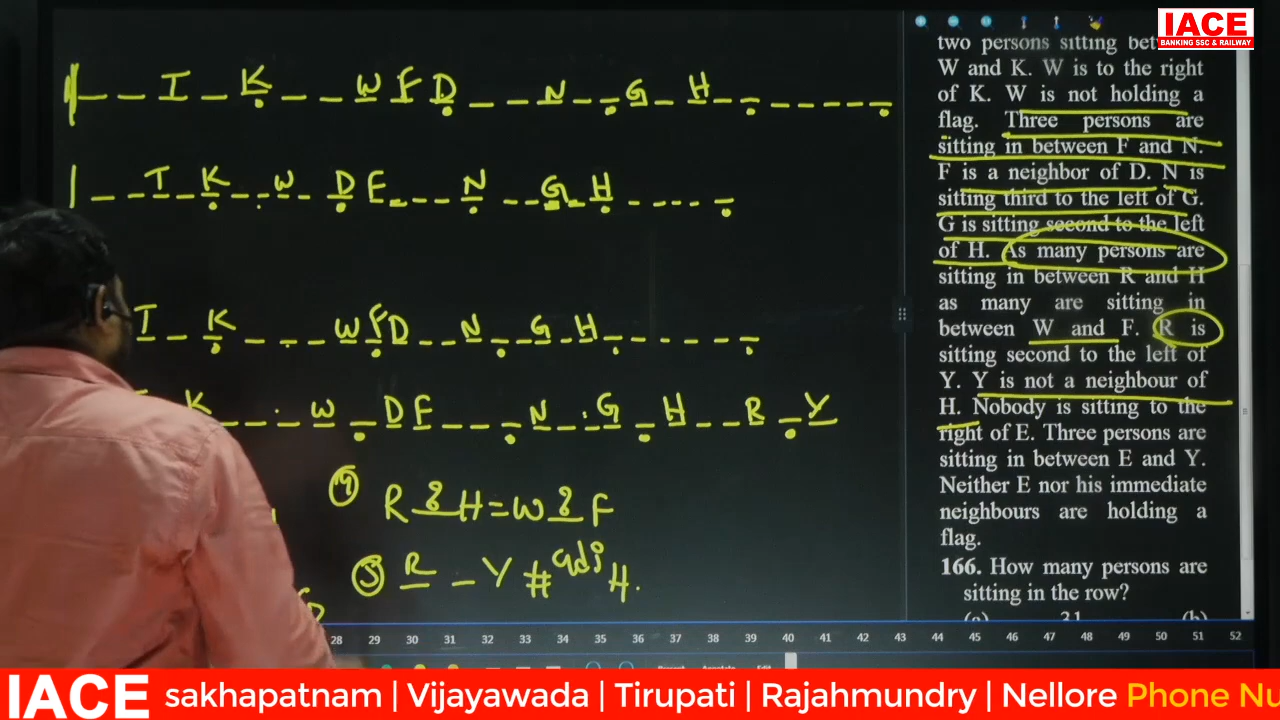 IACE
BANKING SSC & RAILWAY
two persons sitting bet
W and K. W is to the right
of K. W is not holding a
flag. Three persons are
sitting in between F and N.
F is a neighbor of D. N is
sitting third to the left of G.
G is sitting second to the left
of H. As many persons are
sitting in between R and H
as many are sitting in
between W and F. R is
sitting second to the left of
Y. Y is not a neighbour of
H. Nobody is sitting to the
right of E. Three persons are
sitting in between E and Y.
Neither E nor his immediate
neighbours are holding a
flag.
166. How many persons are
sitting in the row?
I K W F D N G H
I K W D F N G H
I K W F D N G H
K W D F N G H R Y
R & H = W & F
R _ Y # adj H.
28 29 30 31 32 33 34 35 36 37 38 39 40 41 42 43 44 45 46 47 48 49 50 51 52
IACE sakhapatnam | Vijayawada | Tirupati | Rajahmundry | Nellore Phone Nu